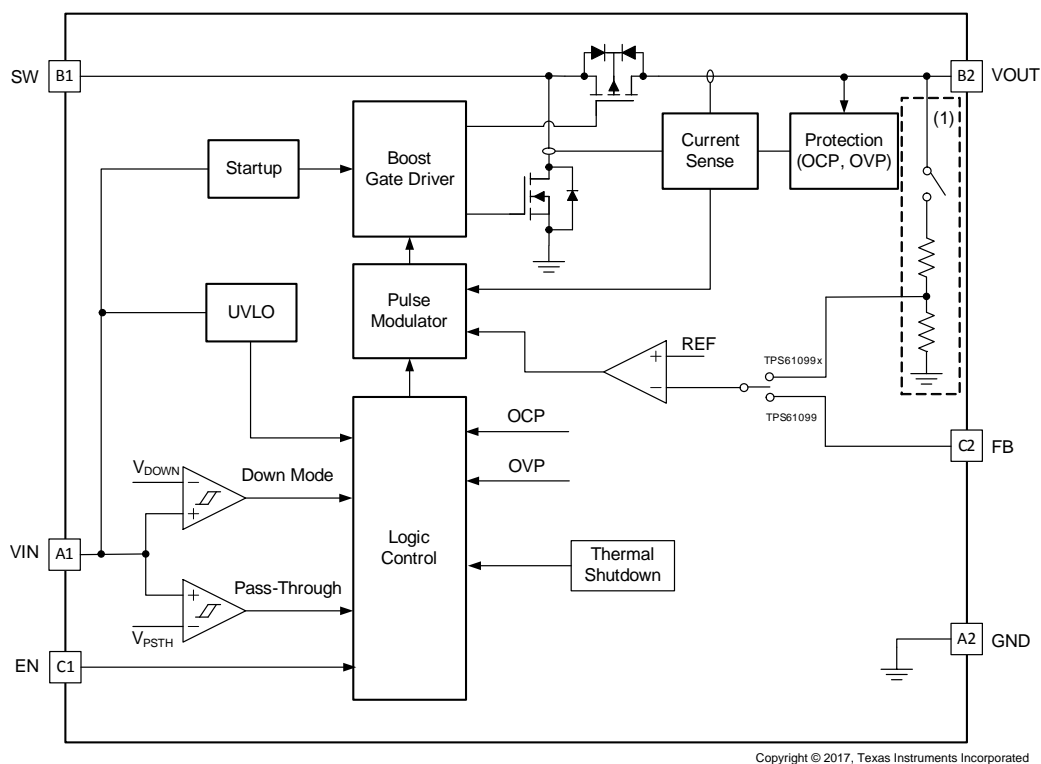 SW
B1
B2
VOUT
(1)
Startup
Boost
Gate Driver
Current
Sense
Protection
(OCP, OVP)
UVLO
Pulse
Modulator
REF
+
−
TPS61099x
TPS61099
OCP
OVP
C2
FB
VDOWN
−
+
Down Mode
VIN
A1
Logic
Control
Thermal
Shutdown
Pass-Through
+
−
VPSTH
A2
GND
EN
C1
Copyright © 2017, Texas Instruments Incorporated